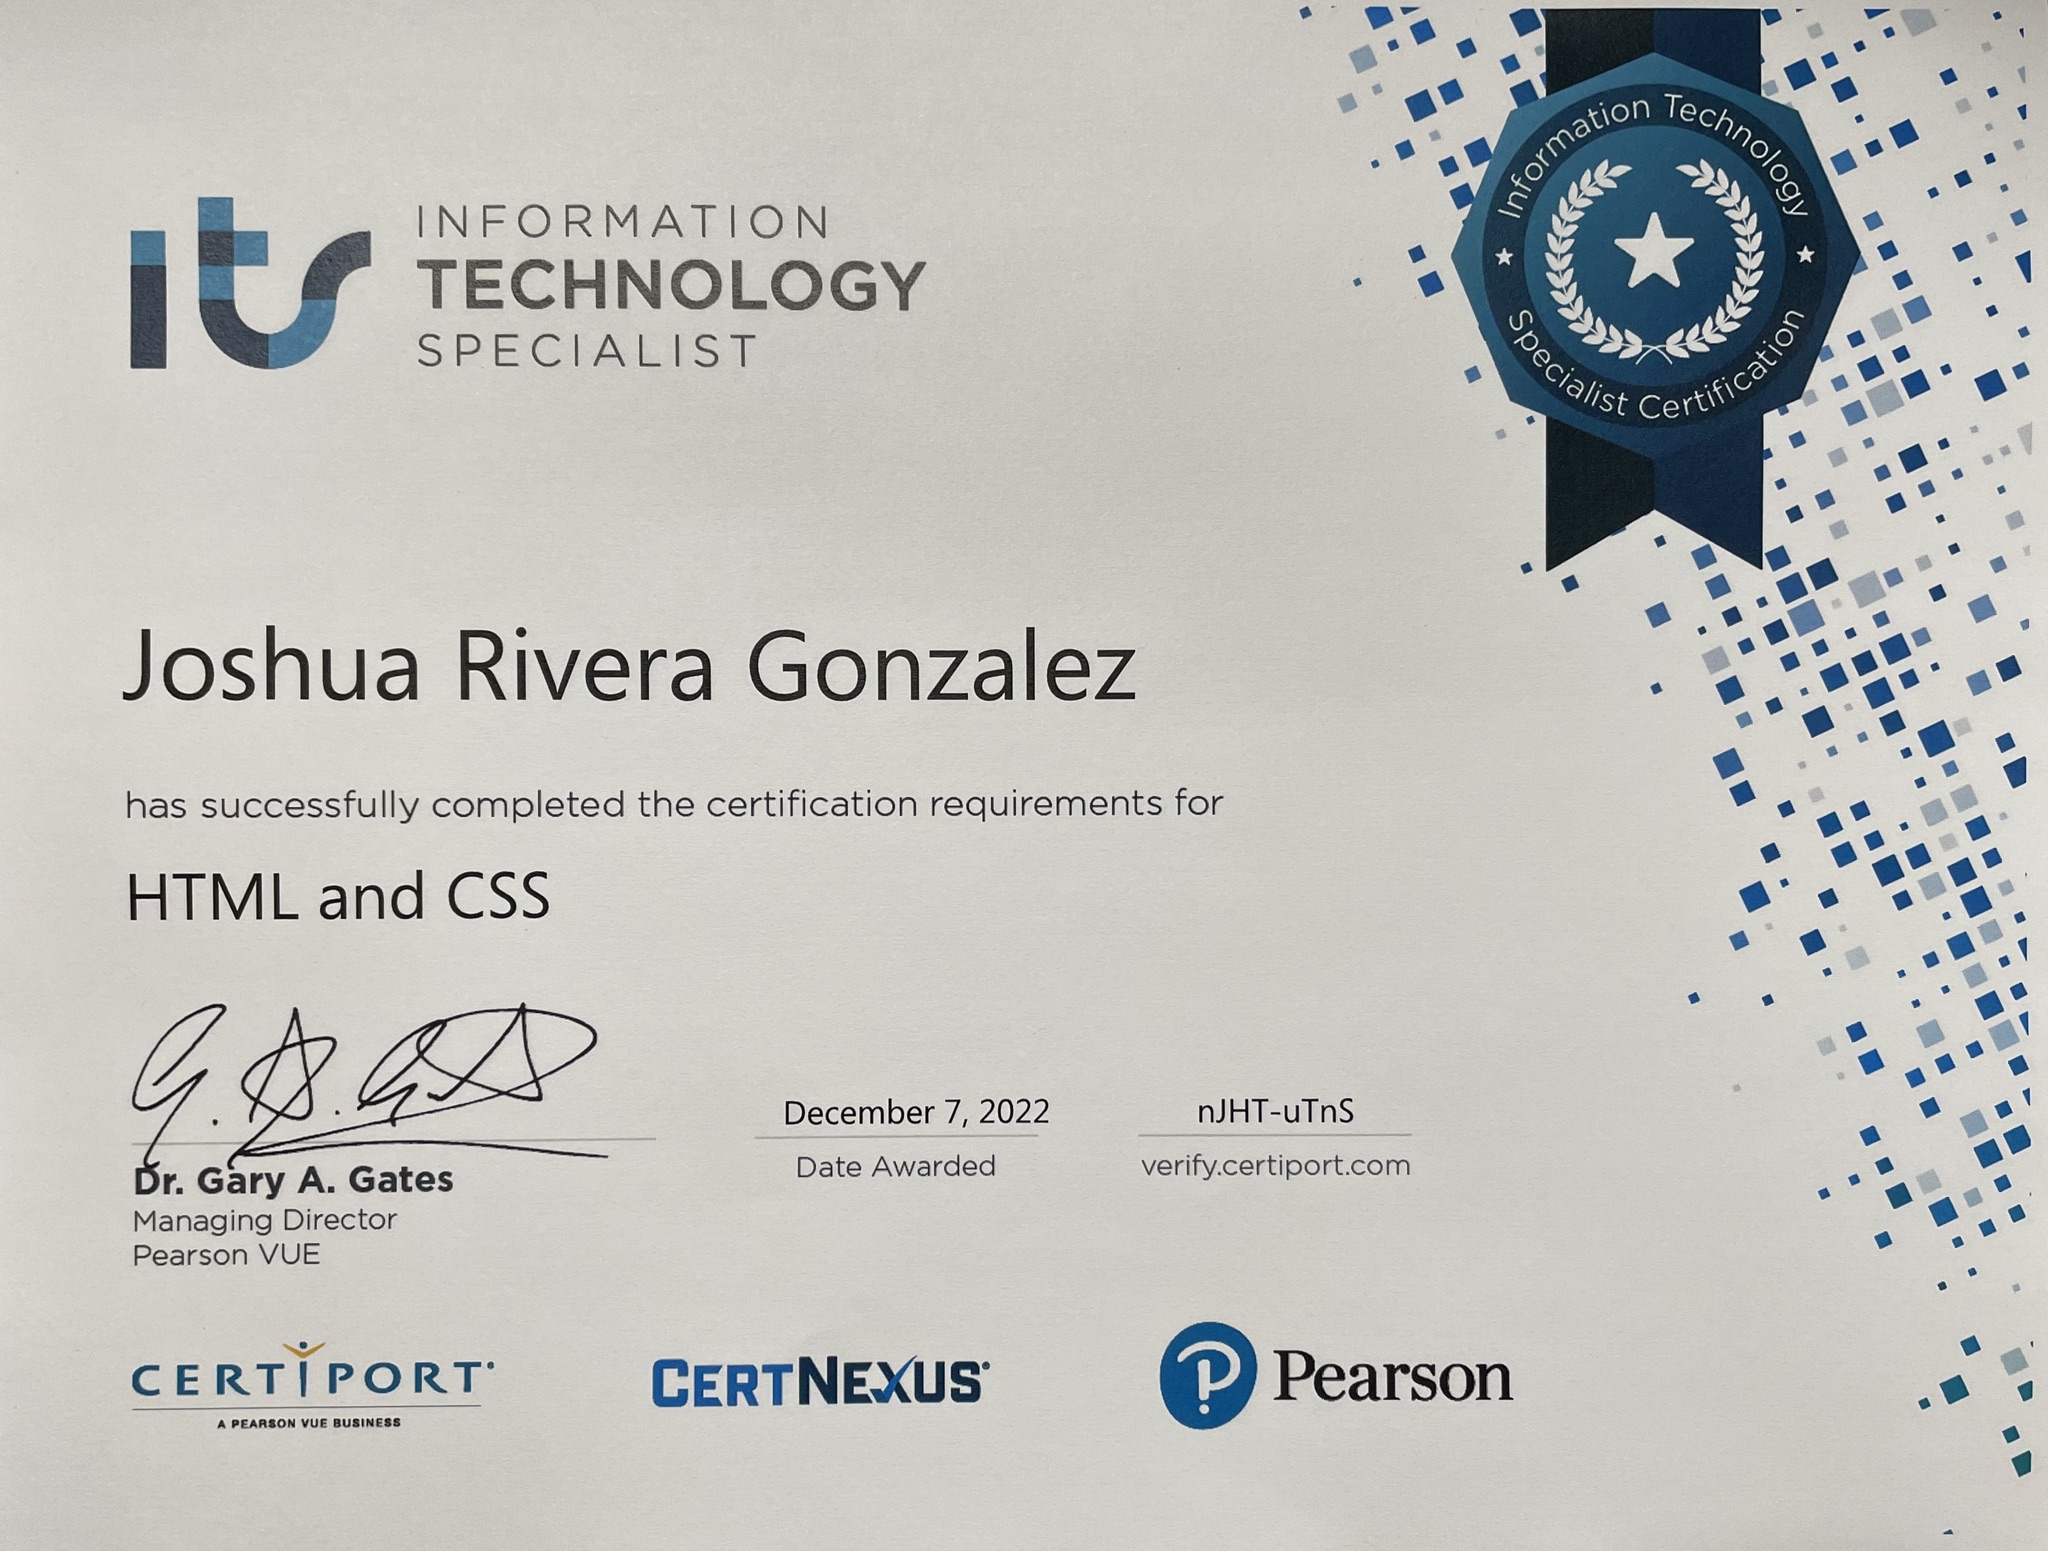 its
INFORMATION
TECHNOLOGY
SPECIALIST
Information Technology
Specialist Certification
Joshua Rivera Gonzalez
has successfully completed the certification requirements for
HTML and CSS
G. A. Gates
December 7, 2022
nJHT-uTnS
Dr. Gary A. Gates
Date Awarded
verify.certiport.com
Managing Director
Pearson VUE
CERTIPORT
A PEARSON VUE BUSINESS
CERTNEXUS
Pearson